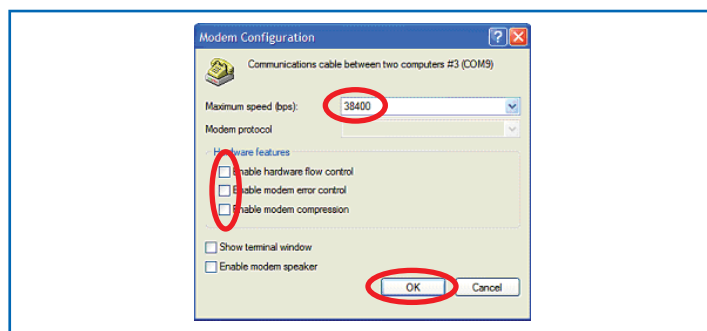 Modem Configuration
Communications cable between two computers #3 (COM9)
Maximum speed (bps):
38400
Modem protocol
Hardware features
Enable hardware flow control
Enable modem error control
Enable modem compression
Show terminal window
Enable modem speaker
OK
Cancel